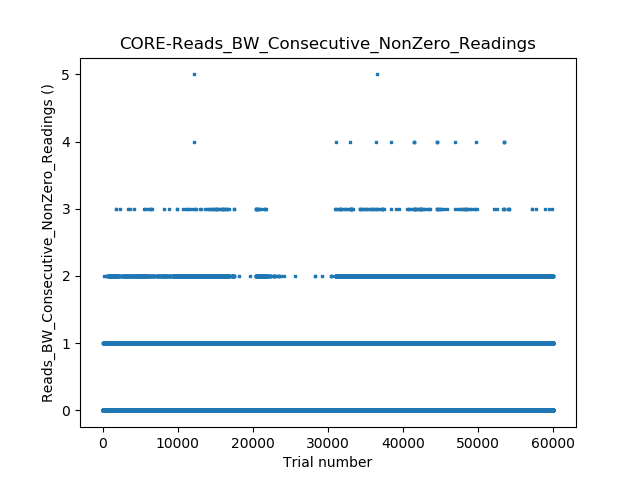 CORE-Reads_BW_Consecutive_NonZero_Readings
Reads_BW_Consecutive_NonZero_Readings ()
5
4
3
2
1
0
0 10000 20000 30000 40000 50000 60000
Trial number